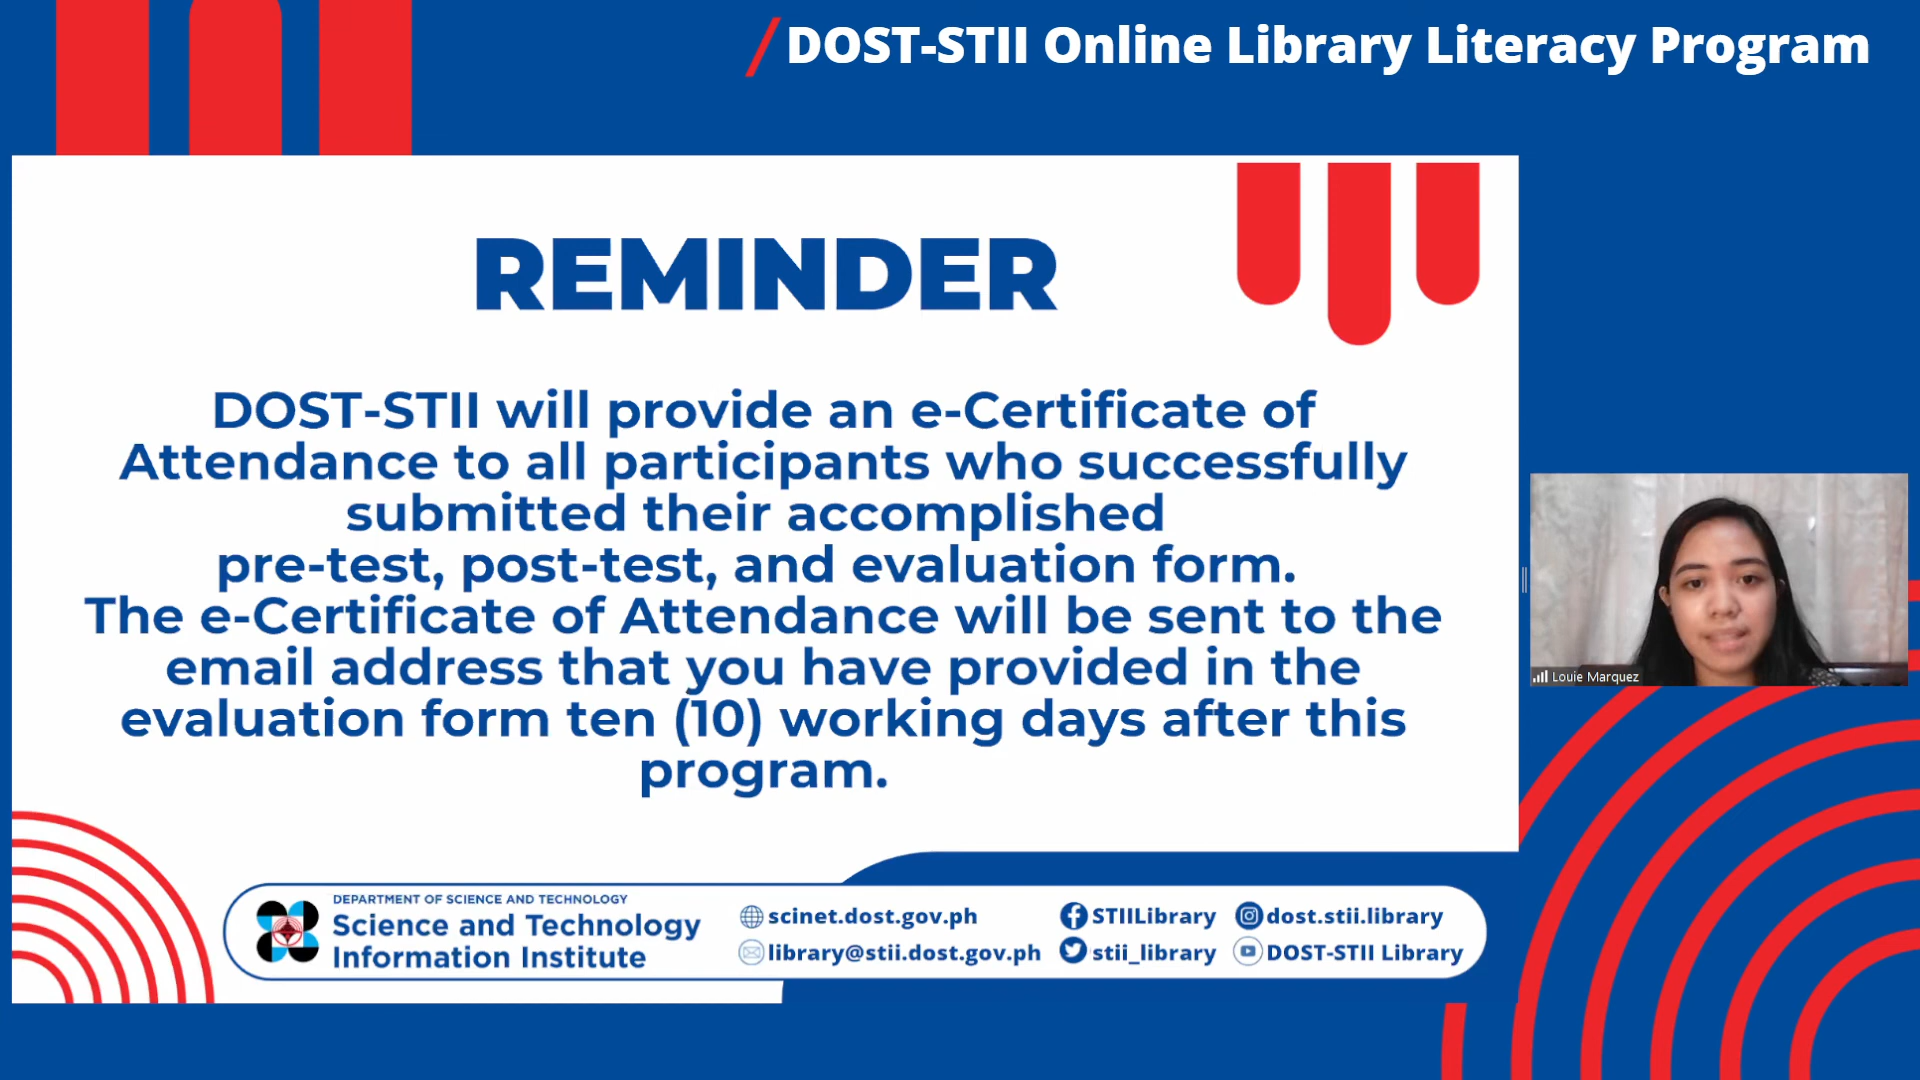 DOST-STII Online Library Literacy Program
REMINDER
DOST-STII will provide an e-Certificate of
Attendance to all participants who successfully
submitted their accomplished
pre-test, post-test, and evaluation form.
The e-Certificate of Attendance will be sent to the
email address that you have provided in the
evaluation form ten (10) working days after this
program.
Louie Marquez
DEPARTMENT OF SCIENCE AND TECHNOLOGY
Science and Technology
Information Institute
scinet.dost.gov.ph
library@stii.dost.gov.ph
STIILibrary
stii_library
dost.stii.library
DOST-STII Library